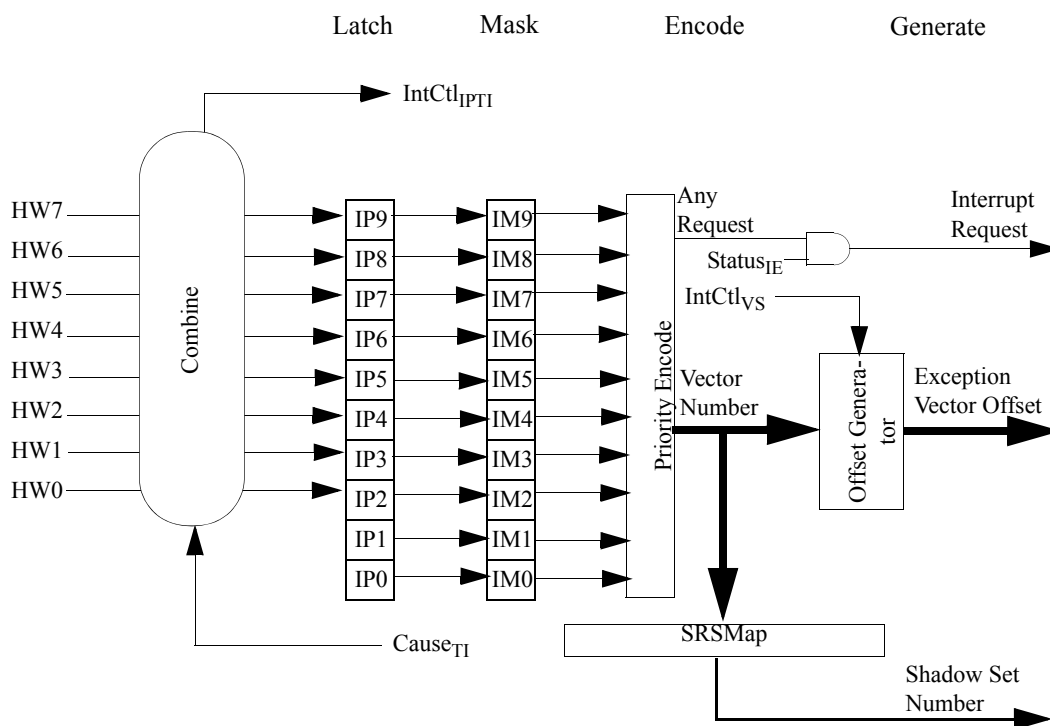 Latch Mask Encode Generate
IntCtlIPTI
HW7
HW6
HW5
HW4
HW3
HW2
HW1
HW0
Combine
IP9
IP8
IP7
IP6
IP5
IP4
IP3
IP2
IP1
IP0
IM9
IM8
IM7
IM6
IM5
IM4
IM3
IM2
IM1
IM0
Priority Encode
Any
Request
StatusIE
IntCtlVS
Interrupt
Request
Vector
Number
Offset Genera-
tor
Exception
Vector Offset
CauseTI
SRSMap
Shadow Set
Number